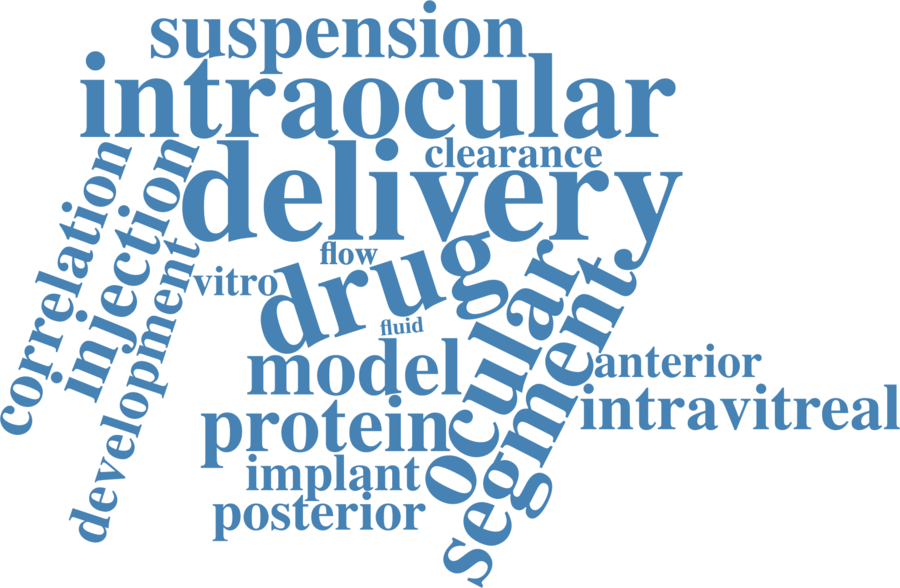 suspension
intraocular
delivery
clearance
correlation
injection
development
flow
vitro
drug
fluid
ocular
segment
model
anterior
intravitreal
protein
implant
posterior